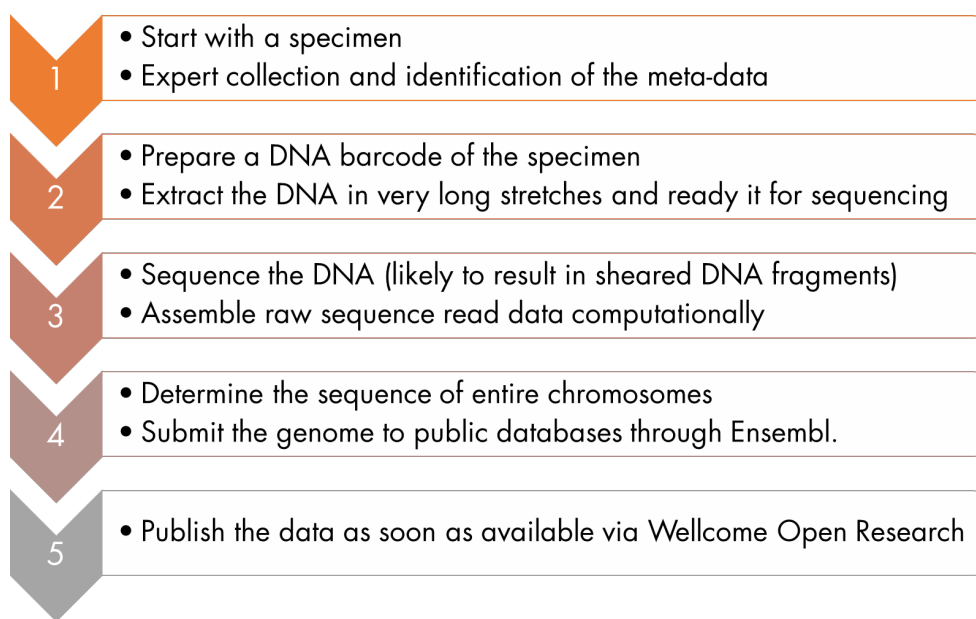 1
• Start with a specimen
• Expert collection and identification of the meta-data
2
• Prepare a DNA barcode of the specimen
• Extract the DNA in very long stretches and ready it for sequencing
3
• Sequence the DNA (likely to result in sheared DNA fragments)
• Assemble raw sequence read data computationally
4
• Determine the sequence of entire chromosomes
• Submit the genome to public databases through Ensembl.
5
• Publish the data as soon as available via Wellcome Open Research